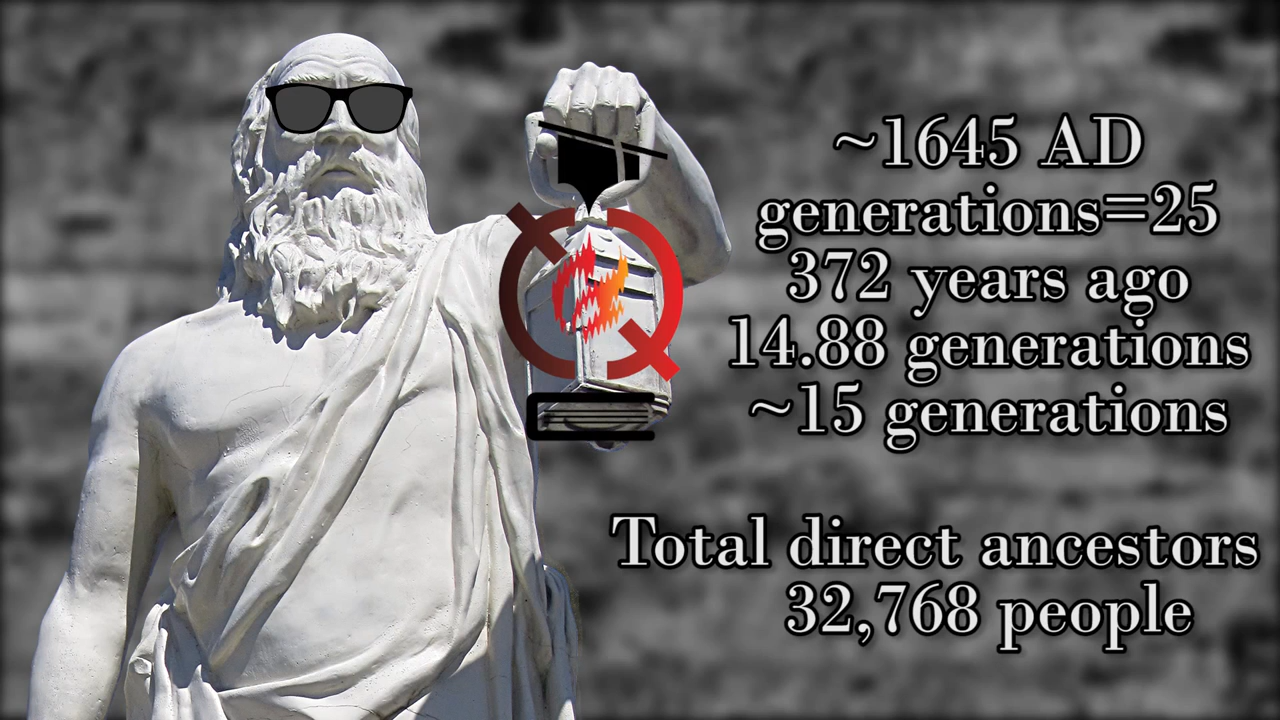 ~1645 AD
generations=25
372 years ago
14.88 generations
~15 generations
Total direct ancestors
32,768 people